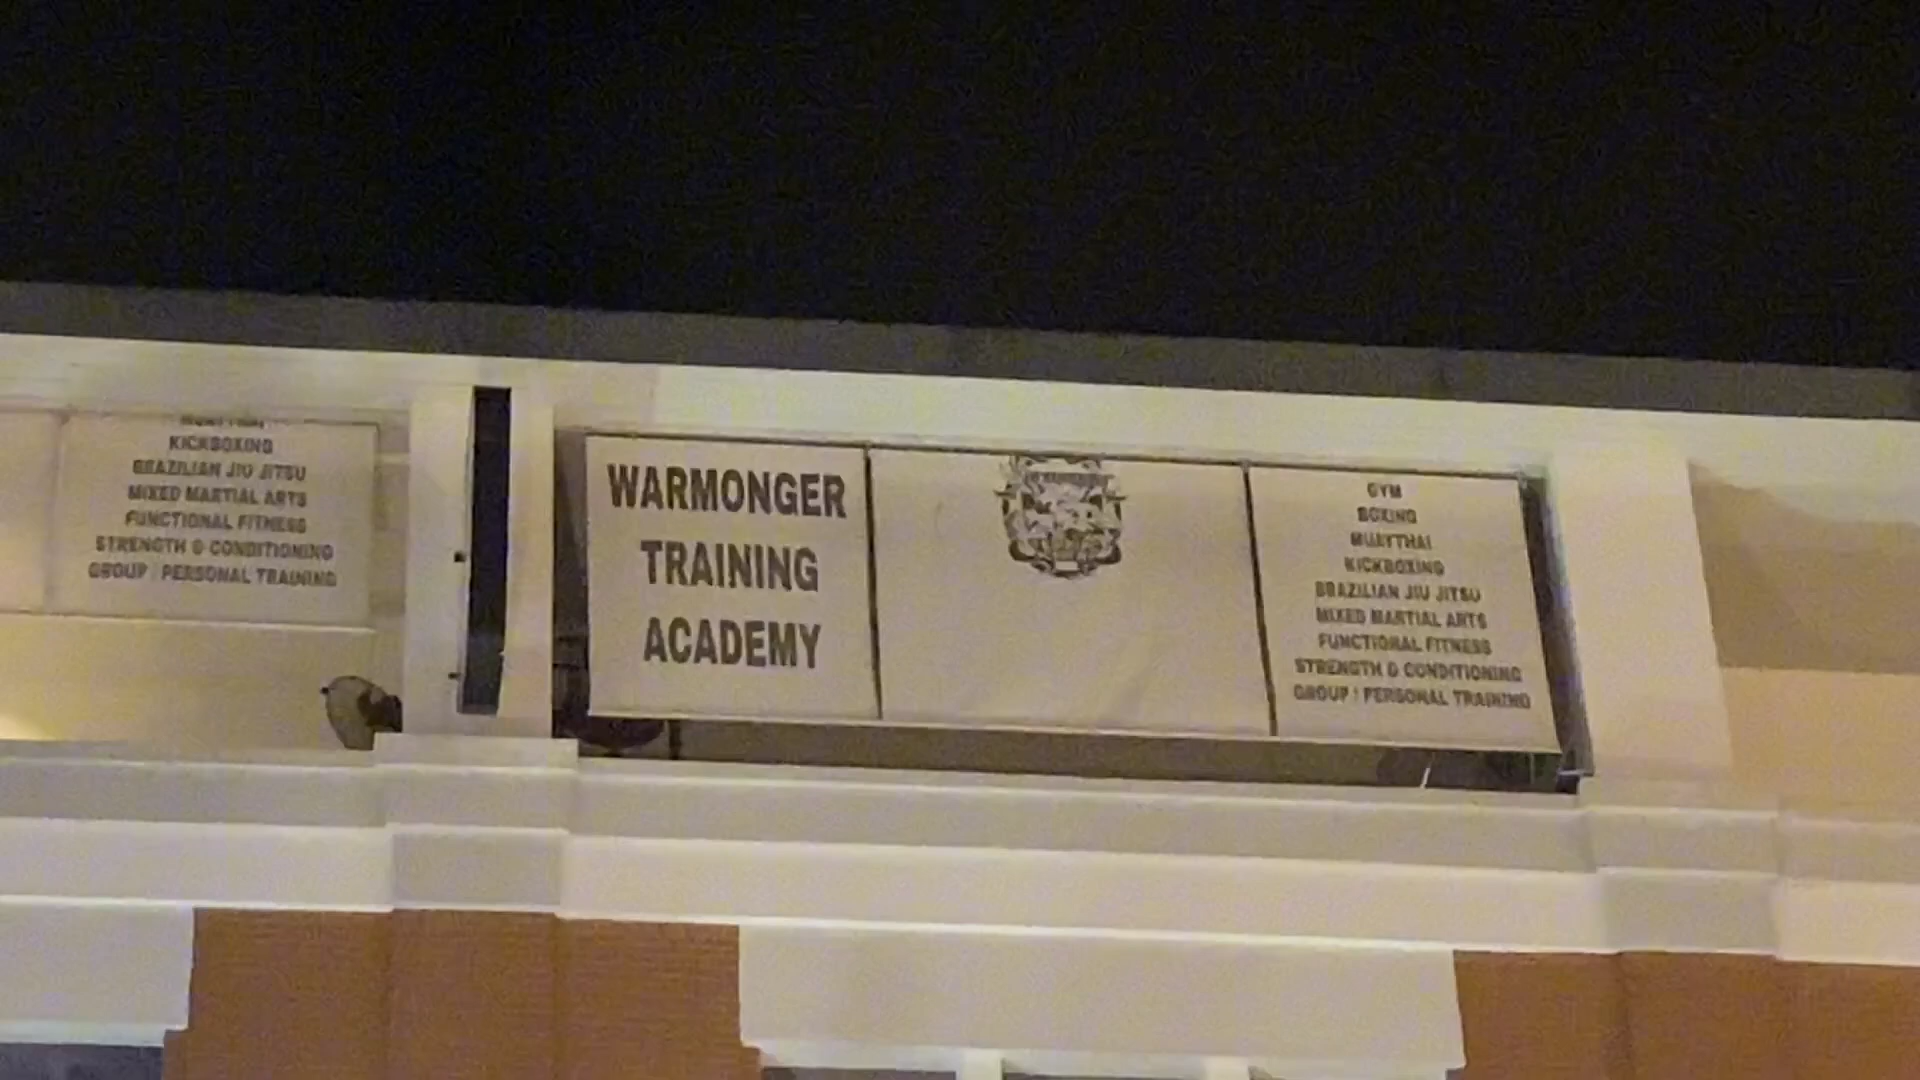 KICKBOXING
BRAZILIAN JIU JITSU
MIXED MARTIAL ARTS
FUNCTIONAL FITNESS
STRENGTH & CONDITIONING
GROUP / PERSONAL TRAINING
WARMONGER
TRAINING
ACADEMY
GYM
BOXING
MUAYTHAI
KICKBOXING
BRAZILIAN JIU JITSU
MIXED MARTIAL ARTS
FUNCTIONAL FITNESS
STRENGTH & CONDITIONING
GROUP / PERSONAL TRAINING